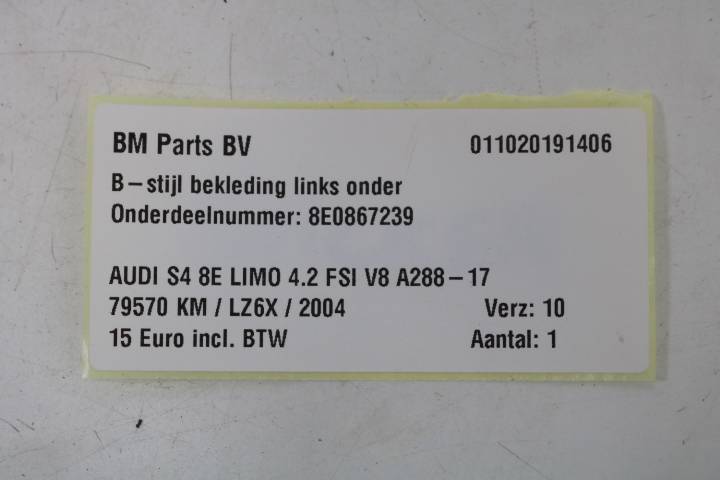 BM Parts BV 011020191406
B-stijl bekleding links onder
Onderdeelnummer: 8E0867239
AUDI S4 8E LIMO 4.2 FSI V8 A288-17
79570 KM / LZ6X / 2004 Verz: 10
15 Euro incl. BTW Aantal: 1